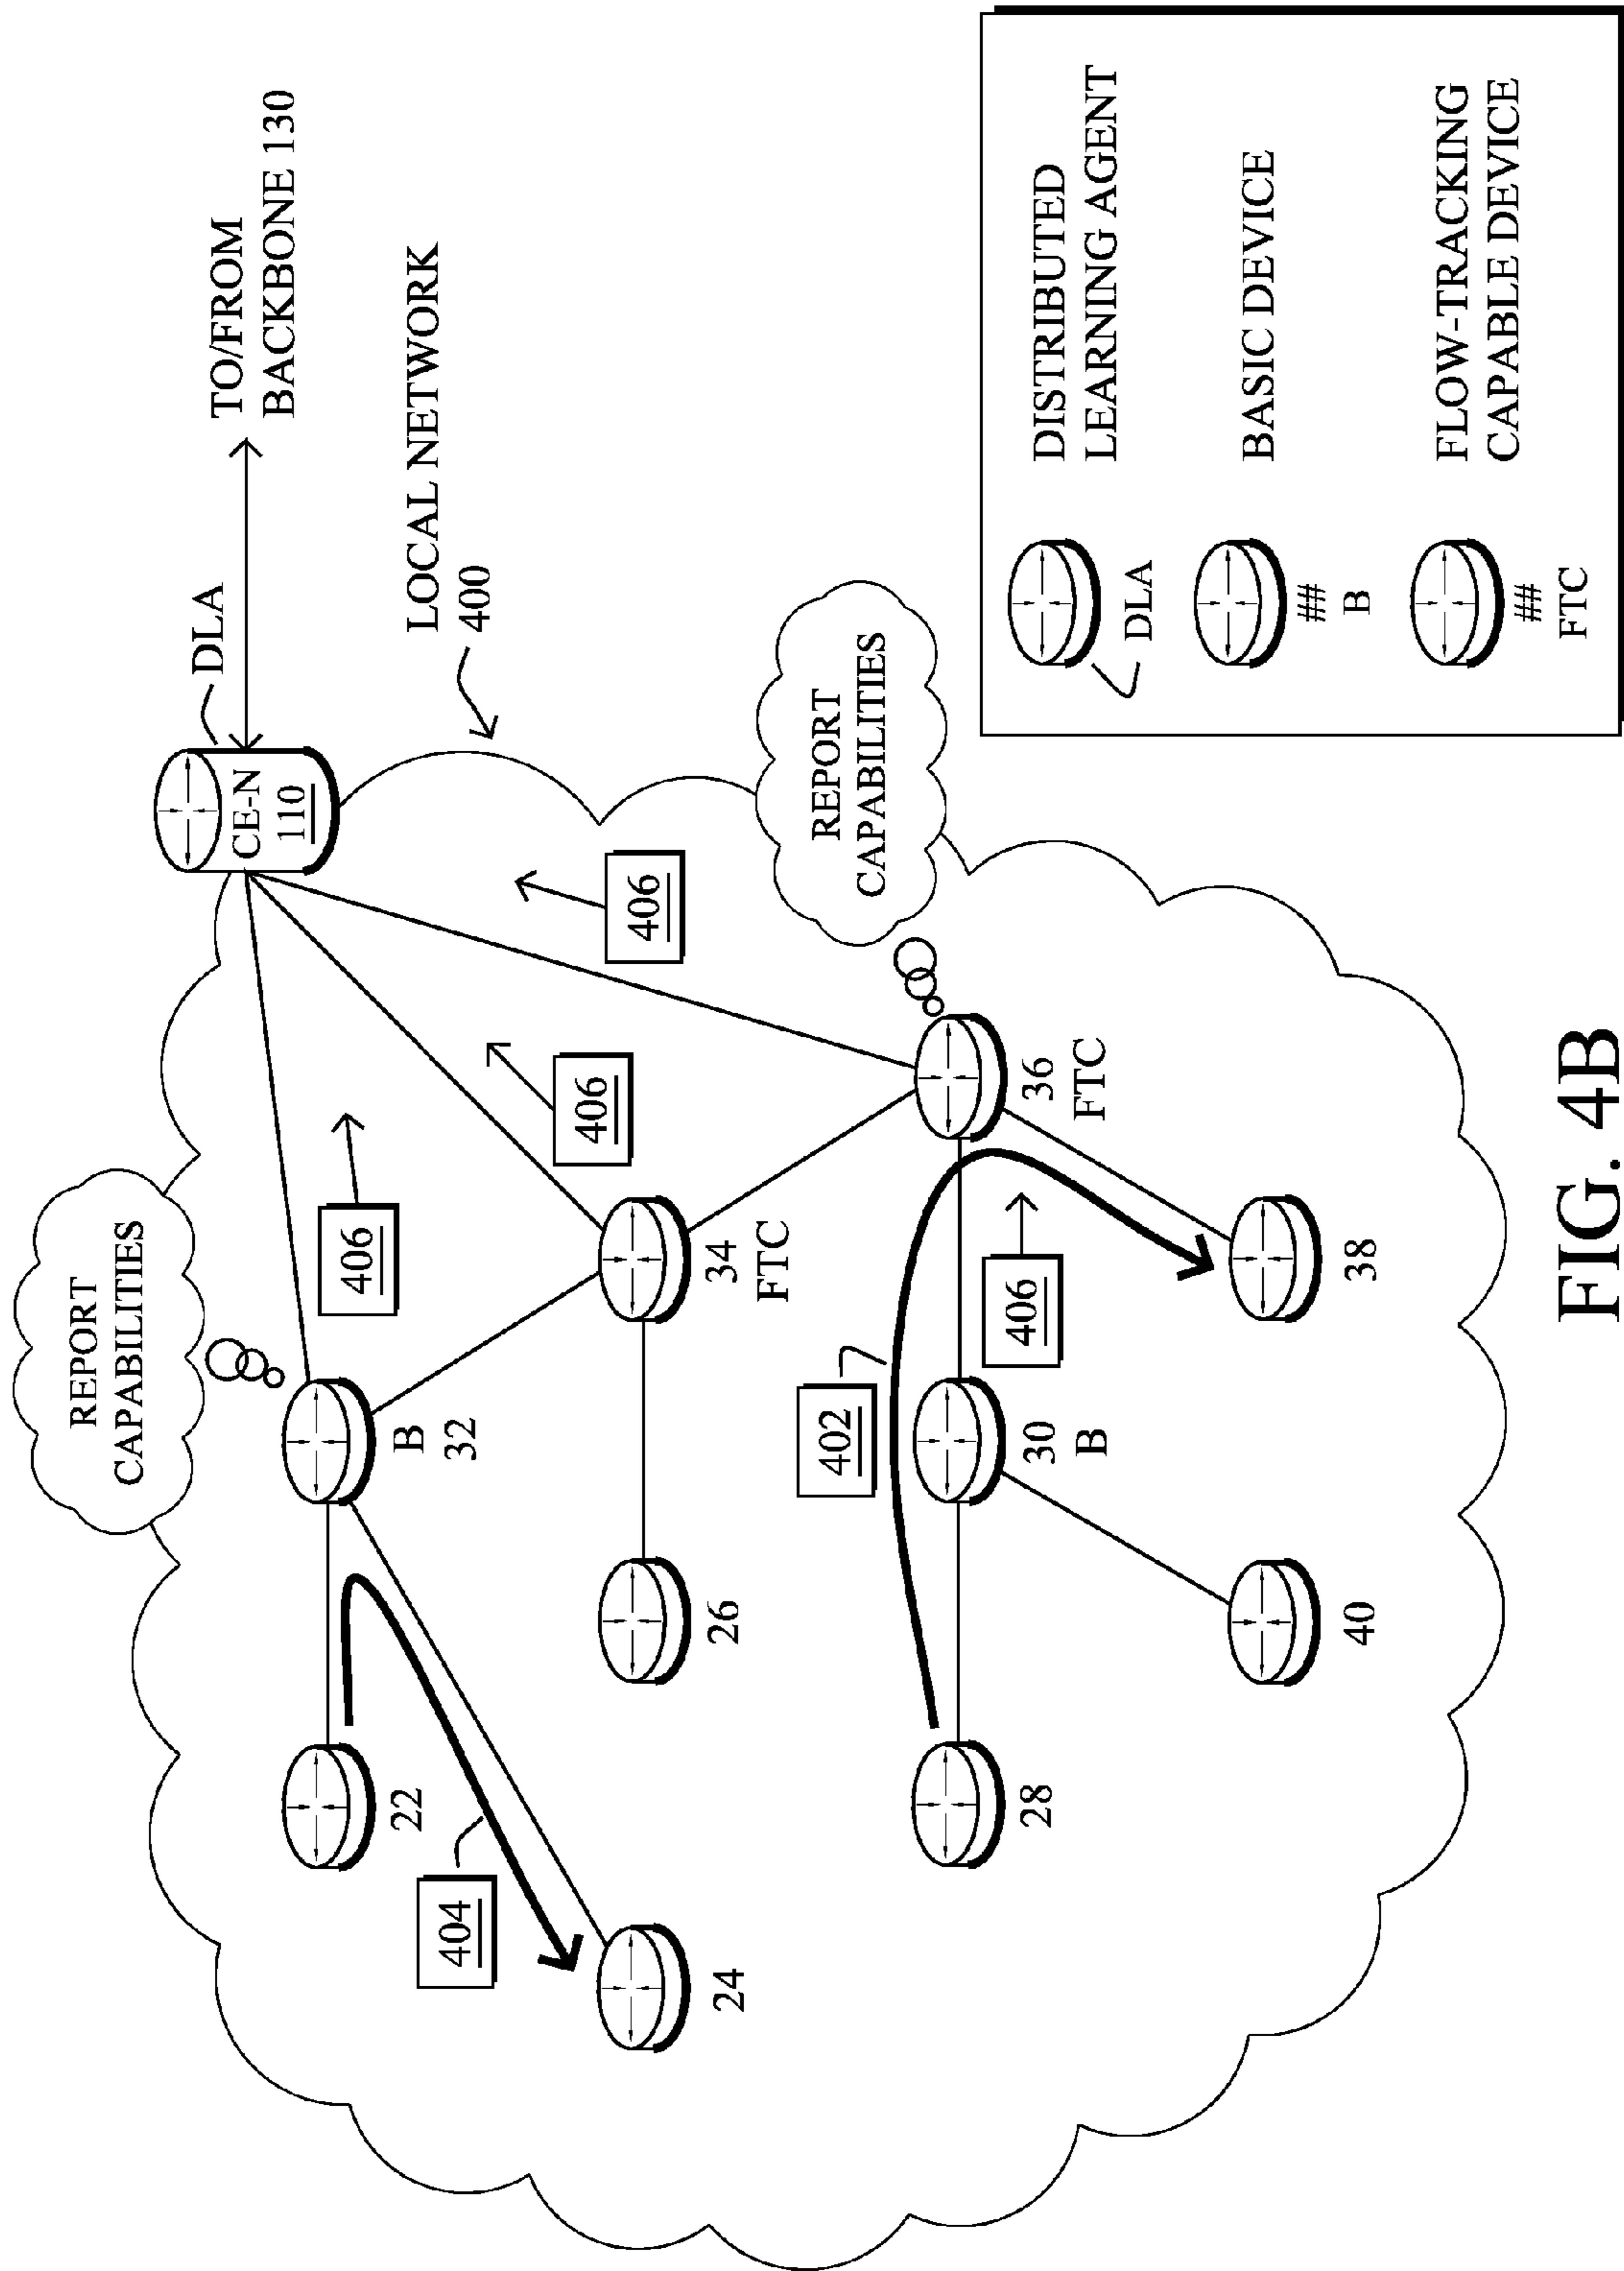 TO/FROM
BACKBONE 130
DLA
CE-N
110
LOCAL NETWORK
400
REPORT
CAPABILITIES
406
B
32
22
404
24
406
34
FTC
26
406
REPORT
CAPABILITIES
402
30
B
406
36
FTC
28
40
38
DLA
DISTRIBUTED
LEARNING AGENT
##
B
BASIC DEVICE
##
FTC
FLOW-TRACKING
CAPABLE DEVICE
FIG. 4B